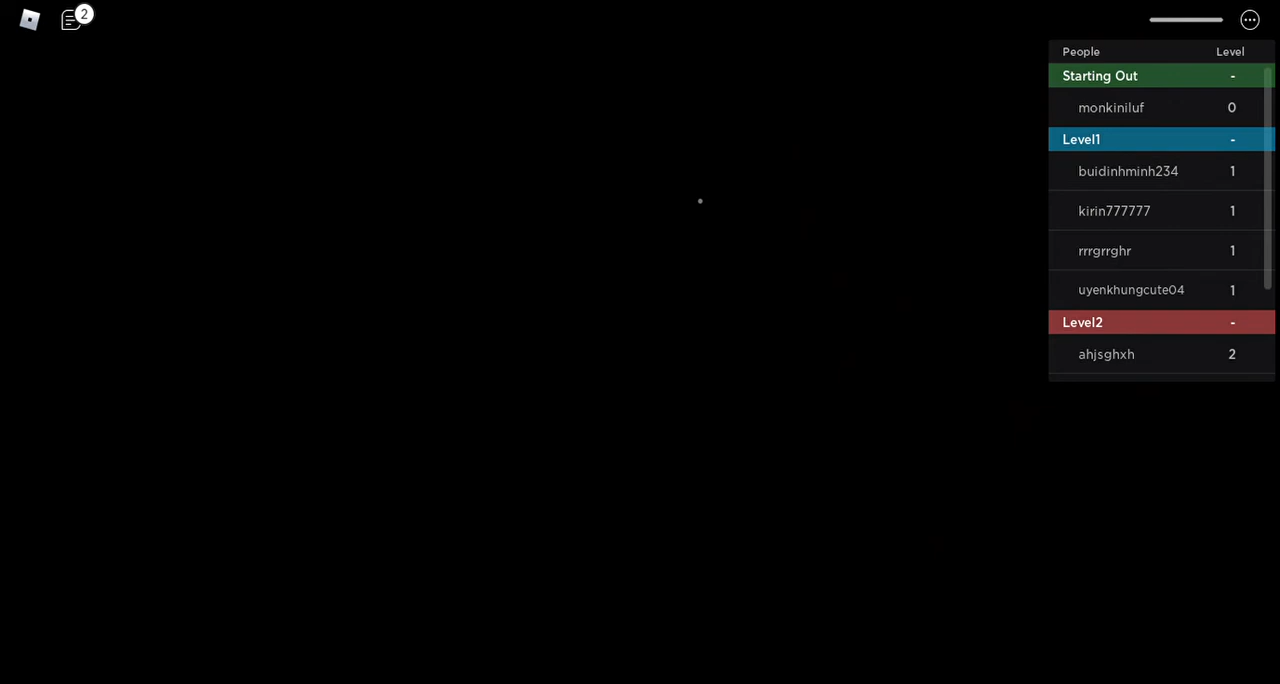 2
People Level
Starting Out -
monkiniluf 0
Level1 -
buidinhminh234 1
kirin777777 1
rrrgrrghr 1
uyenkhungcute04 1
Level2 -
ahjsghxh 2